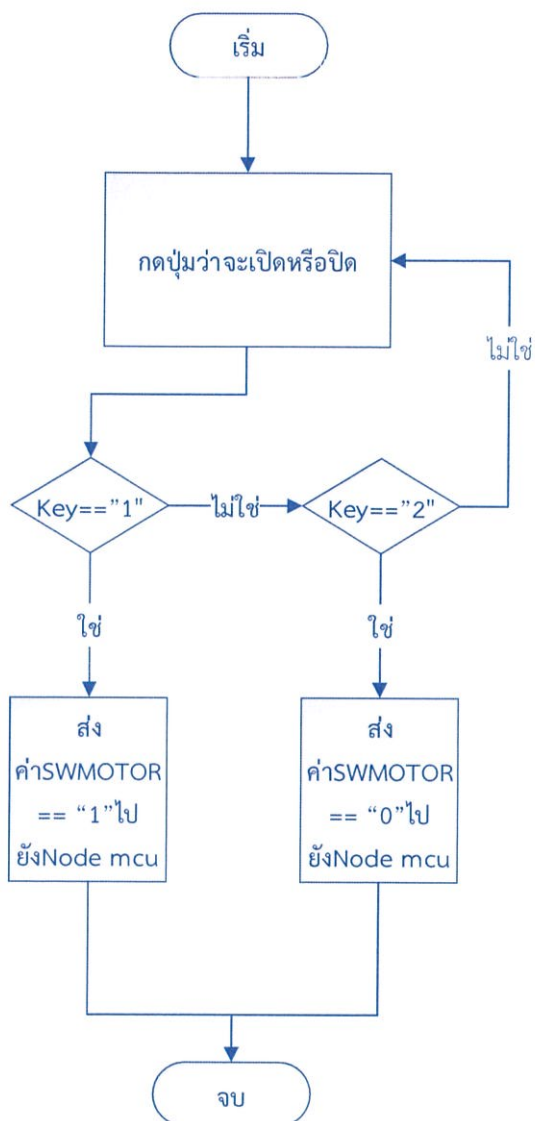 เริ่ม
กดปุ่มว่าจะเปิดหรือปิด
ไม่ใช่
Key=="1"
ไม่ใช่
Key=="2"
ใช่
ใช่
ส่ง
ค่าSWMOTOR
== “1”ไป
ยังNode mcu
ส่ง
ค่าSWMOTOR
== “0”ไป
ยังNode mcu
จบ